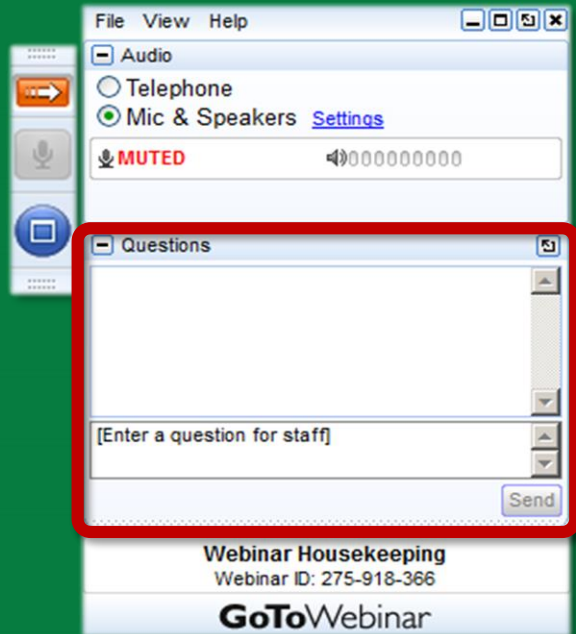 File View Help
Audio
Telephone
Mic & Speakers Settings
MUTED
Questions
[Enter a question for staff]
Send
Webinar Housekeeping
Webinar ID: 275-918-366
GoToWebinar